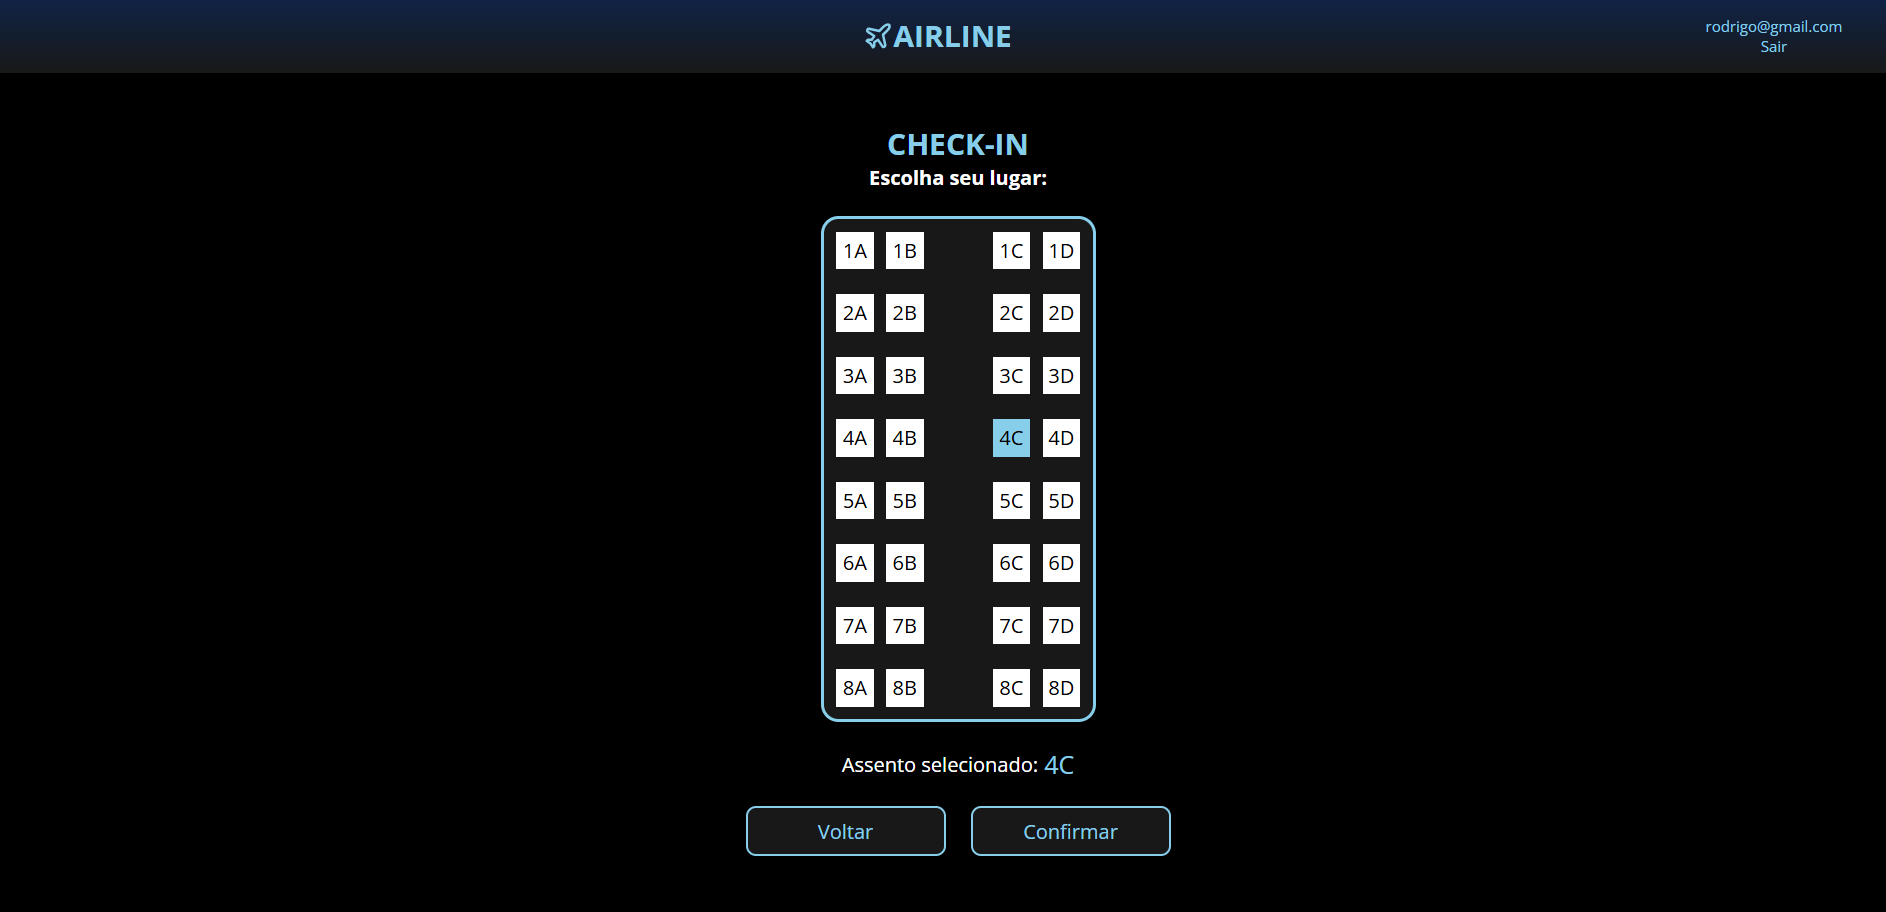 AIRLINE
rodrigo@gmail.com
Sair
CHECK-IN
Escolha seu lugar:
1A 1B 1C 1D
2A 2B 2C 2D
3A 3B 3C 3D
4A 4B 4C 4D
5A 5B 5C 5D
6A 6B 6C 6D
7A 7B 7C 7D
8A 8B 8C 8D
Assento selecionado: 4C
Voltar Confirmar